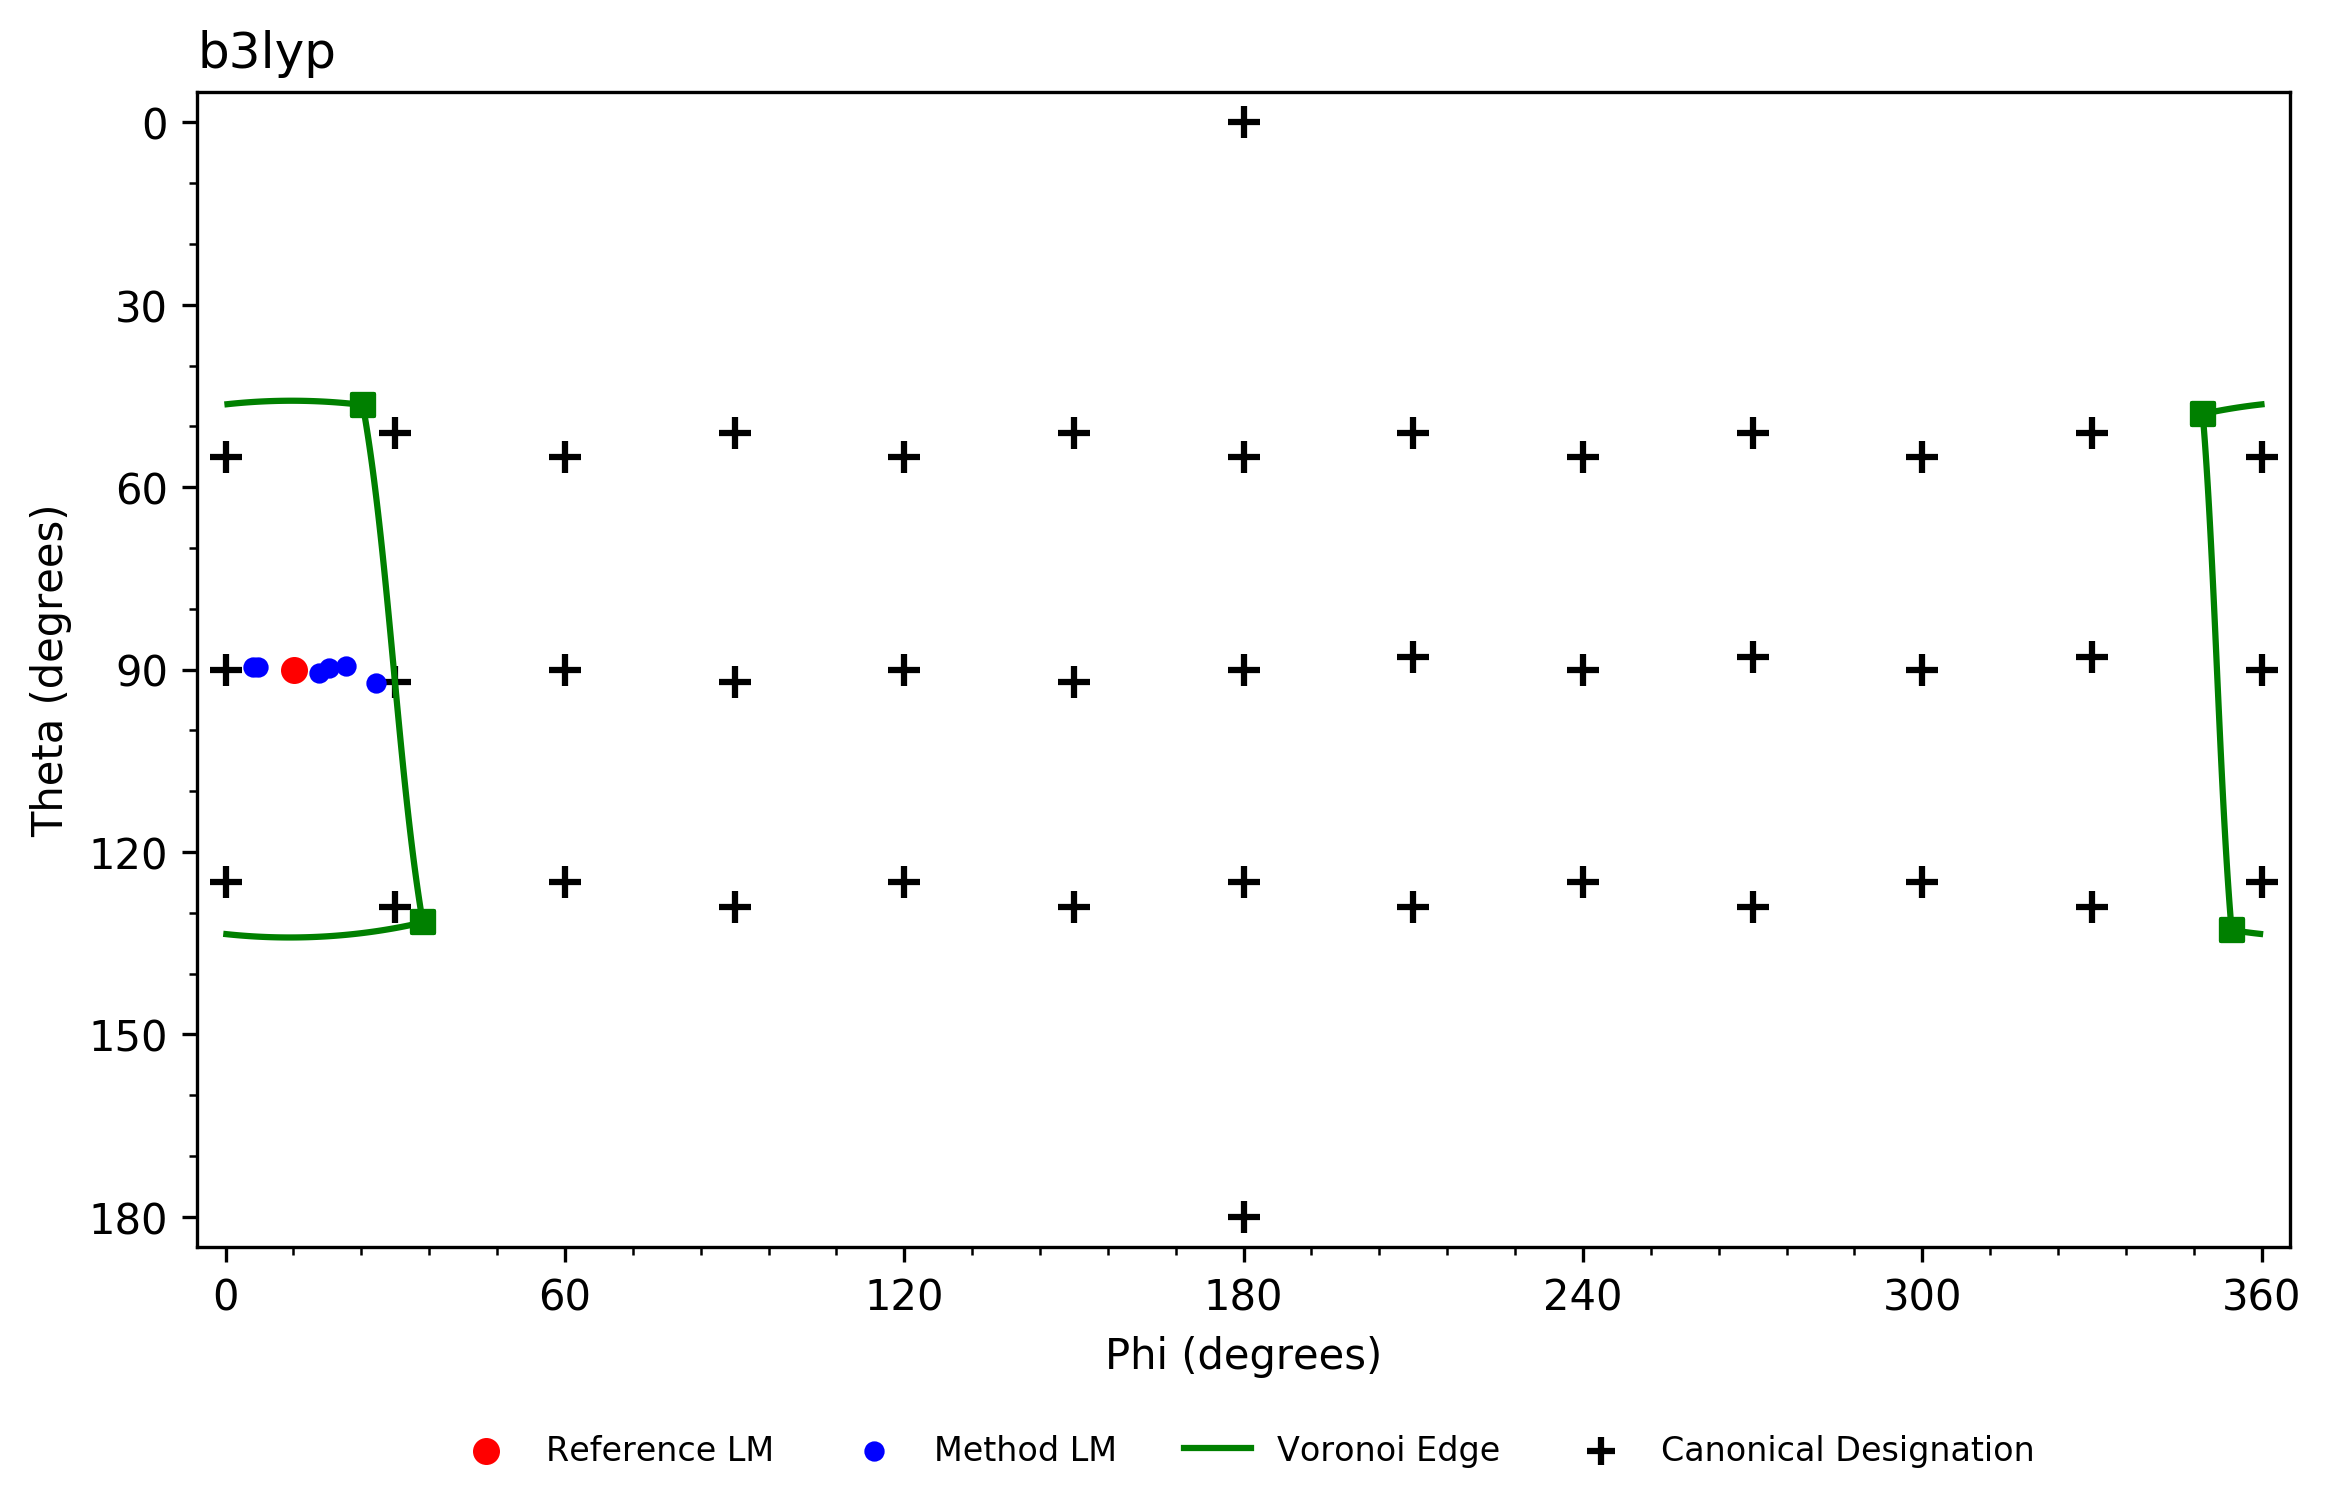 b3lyp
0
30
60
90
120
150
180
Theta (degrees)
0 60 120 180 240 300 360
Phi (degrees)
Reference LM Method LM Voronoi Edge Canonical Designation